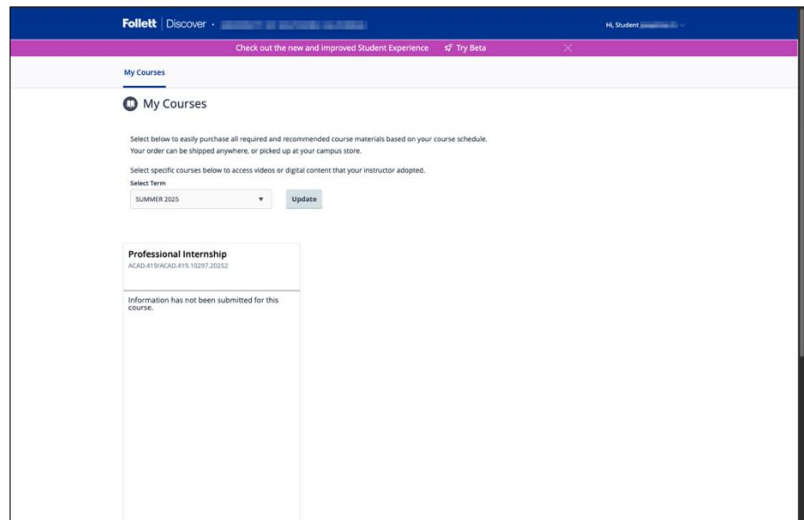 Follett | Discover ·
Hi, Student
Check out the new and improved Student Experience Try Beta
My Courses
My Courses
Select below to easily purchase all required and recommended course materials based on your course schedule.
Your order can be shipped anywhere, or picked up at your campus store.
Select specific courses below to access videos or digital content that your instructor adopted.
Select Term
SUMMER 2025
Update
Professional Internship
ACAD.419/ACAD.419.10297.20252
Information has not been submitted for this
course.